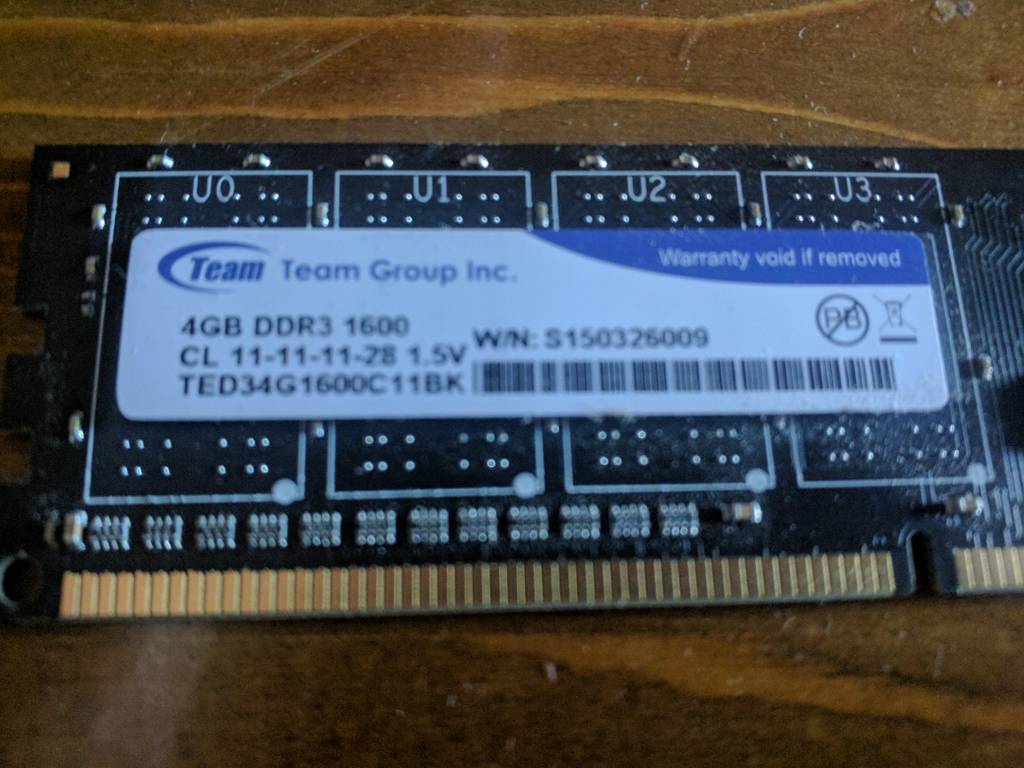 U0 U1 U2 U3
Team Team Group Inc.
Warranty void if removed
4GB DDR3 1600
CL 11-11-11-28 1.5V
TED34G1600C11BK
W/N: S150326009
PB